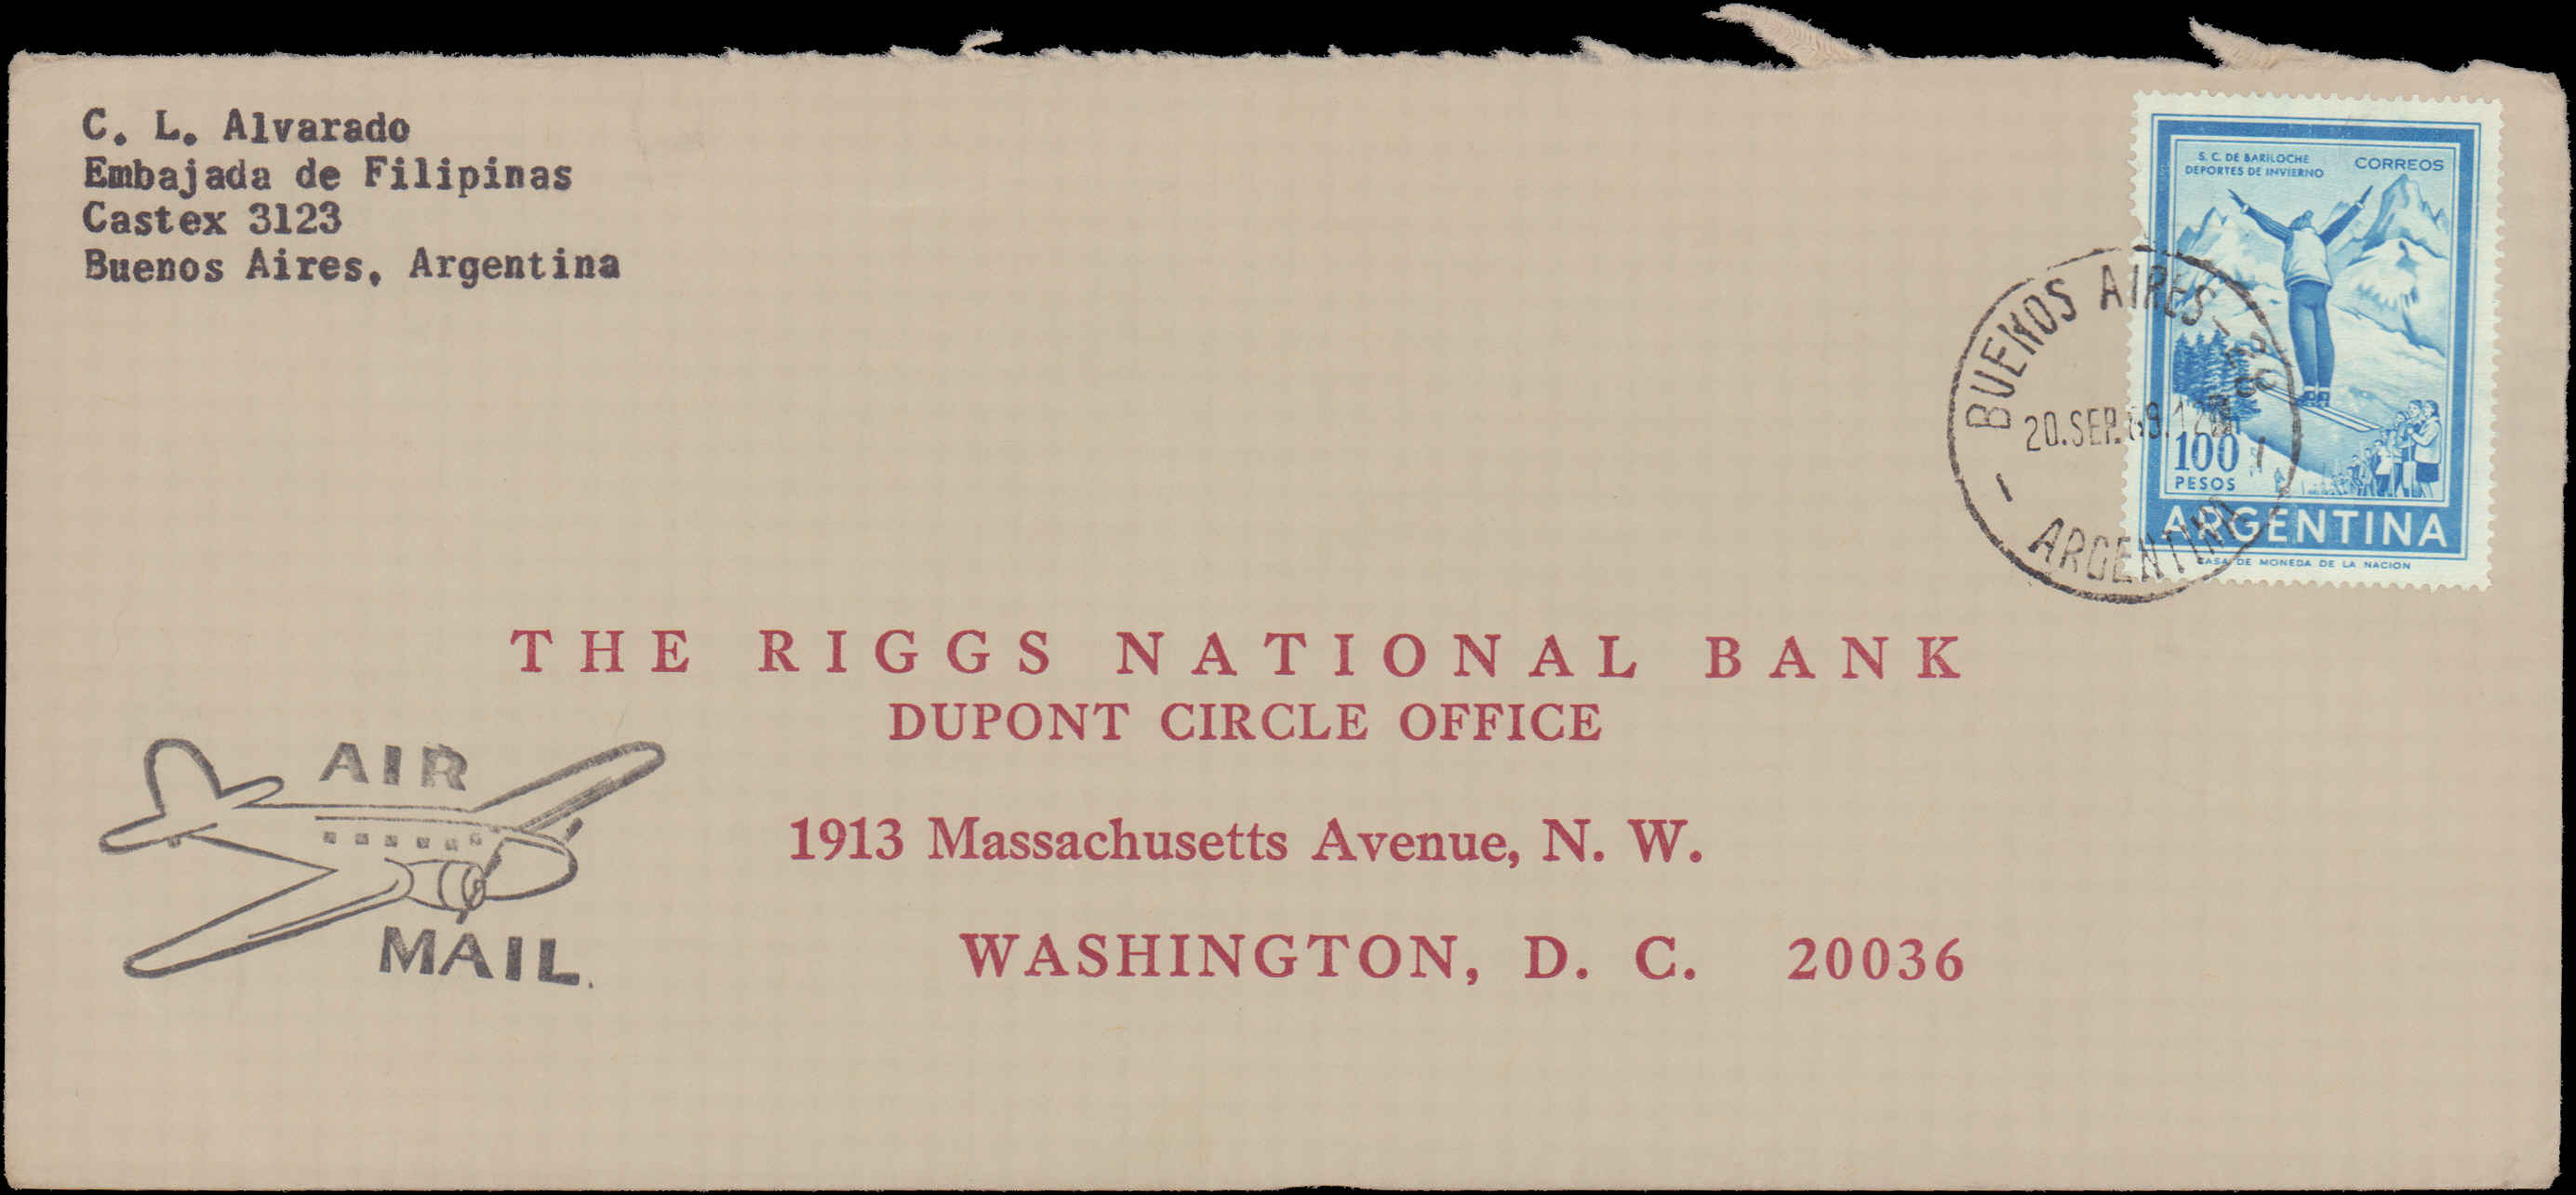 C. L. Alvarado
Embajada de Filipinas
Castex 3123
Buenos Aires, Argentina
S. C. DE BARILOCHE
DEPORTES DE INVIERNO
CORREOS
100
PESOS
ARGENTINA
CASA DE MONEDA DE LA NACION
BUENOS AIRES
20.SEP.69.12
ARGENTINA
THE RIGGS NATIONAL BANK
DUPONT CIRCLE OFFICE
1913 Massachusetts Avenue, N. W.
WASHINGTON, D. C. 20036
AIR
MAIL.